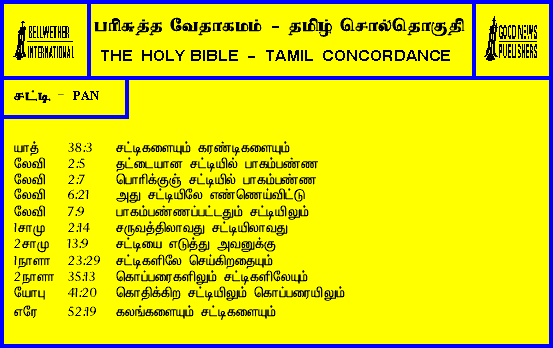 BELLWETHER INTERNATIONAL
பரிசுத்த வேதாகமம் - தமிழ் சொல்தொகுதி
THE HOLY BIBLE - TAMIL CONCORDANCE
GOOD NEWS PUBLISHERS
சட்டி - PAN
யாத் 38:3 சட்டிகளையும் கரண்டிகளையும்
லேவி 2:5 தட்டையான சட்டியில் பாகம்பண்ண
லேவி 2:7 பொரிக்குஞ் சட்டியில் பாகம்பண்ண
லேவி 6:21 அது சட்டியிலே எண்ணெய்விட்டு
லேவி 7:9 பாகம்பண்ணப்பட்டதும் சட்டியிலும்
1சாமு 2:14 சருவத்திலாவது சட்டியிலாவது
2சாமு 13:9 சட்டியை எடுத்து அவனுக்கு
1நாளா 23:29 சட்டிகளிலே செய்கிறதையும்
2நாளா 35:13 கொப்பரைகளிலும் சட்டிகளிலேயும்
யோபு 41:20 கொதிக்கிற சட்டியிலும் கொப்பரையிலும்
எரே 52:19 கலங்களையும் சட்டிகளையும்